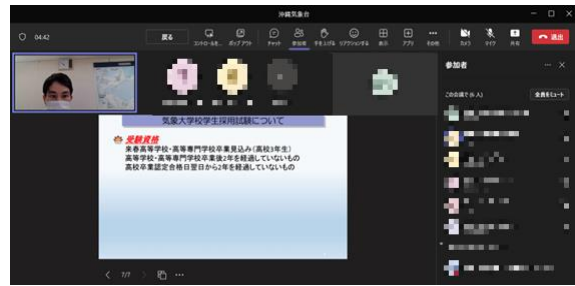 沖縄気象台
04:42
戻る
ポップアウト
チャット
参加者
手を上げる
リアクションする
表示
アプリ
その他
カメラ
マイク
共有
退出
参加者
この会議で (6 人)
全員をミュート
気象大学校学生採用試験について
受験資格
来春高等学校・高等専門学校卒業見込み(高校3年生)
高等学校・高等専門学校卒業後2年を経過していないもの
高校卒業認定合格日翌日から2年を経過していないもの
7/7